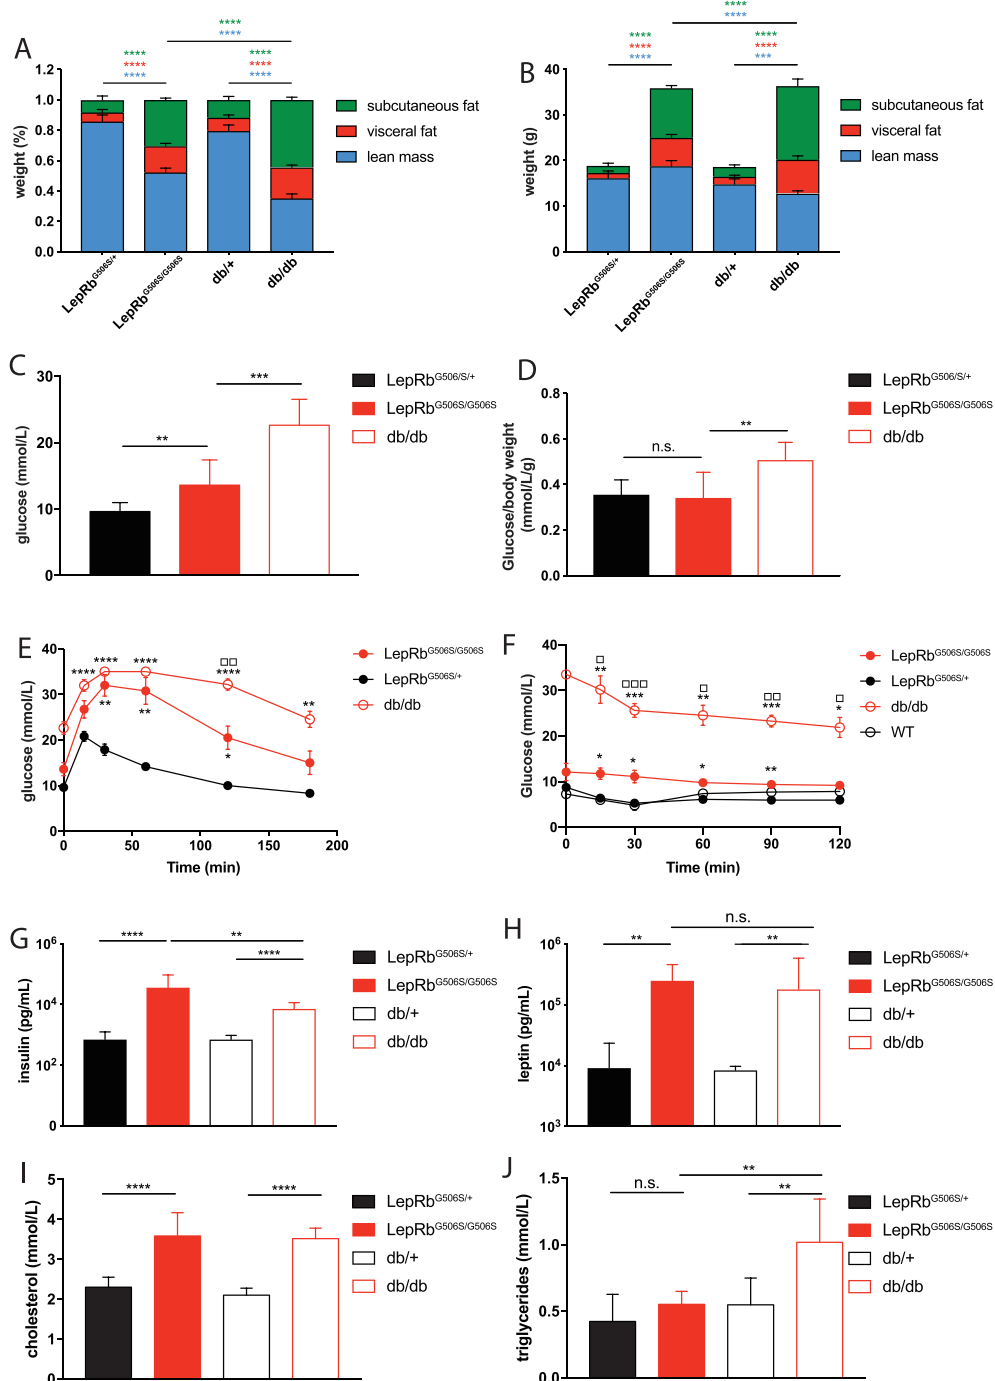 A
****
****
****
****
****
****
****
****
1.2
1.0
0.8
0.6
0.4
0.2
0.0
weight (%)
subcutaneous fat
visceral fat
lean mass
LepRbG506S/+
LepRbG506S/G506S
db/+
db/db
B
****
****
****
****
****
****
****
***
40
30
20
10
0
weight (g)
subcutaneous fat
visceral fat
lean mass
LepRbG506S/+
LepRbG506S/G506S
db/+
db/db
C
30
20
10
0
glucose (mmol/L)
**
***
LepRbG506/S/+
LepRbG506S/G506S
db/db
D
0.8
0.6
0.4
0.2
0.0
Glucose/body weight
(mmol/L/g)
n.s.
**
LepRbG506/S/+
LepRbG506S/G506S
db/db
E
40
30
20
10
0
glucose (mmol/L)
□□
**** **** **** **** **
** ** *
0 50 100 150 200
Time (min)
LepRbG506S/G506S
LepRbG506S/+
db/db
F
40
30
20
10
0
Glucose (mmol/L)
□ □□□ □ □□ □
** *** ** *** *
* * * **
0 30 60 90 120
Time (min)
LepRbG506S/G506S
LepRbG506S/+
db/db
WT
G
10⁶
10⁴
10²
0
insulin (pg/mL)
**** **
****
LepRbG506S/+
LepRbG506S/G506S
db/+
db/db
H
10⁶
10⁵
10⁴
10³
leptin (pg/mL)
n.s.
** **
LepRbG506S/+
LepRbG506S/G506S
db/+
db/db
I
5
4
3
2
1
0
cholesterol (mmol/L)
**** ****
LepRbG506S/+
LepRbG506S/G506S
db/+
db/db
J
1.5
1.0
0.5
0.0
triglycerides (mmol/L)
**
n.s. **
LepRbG506S/+
LepRbG506S/G506S
db/+
db/db